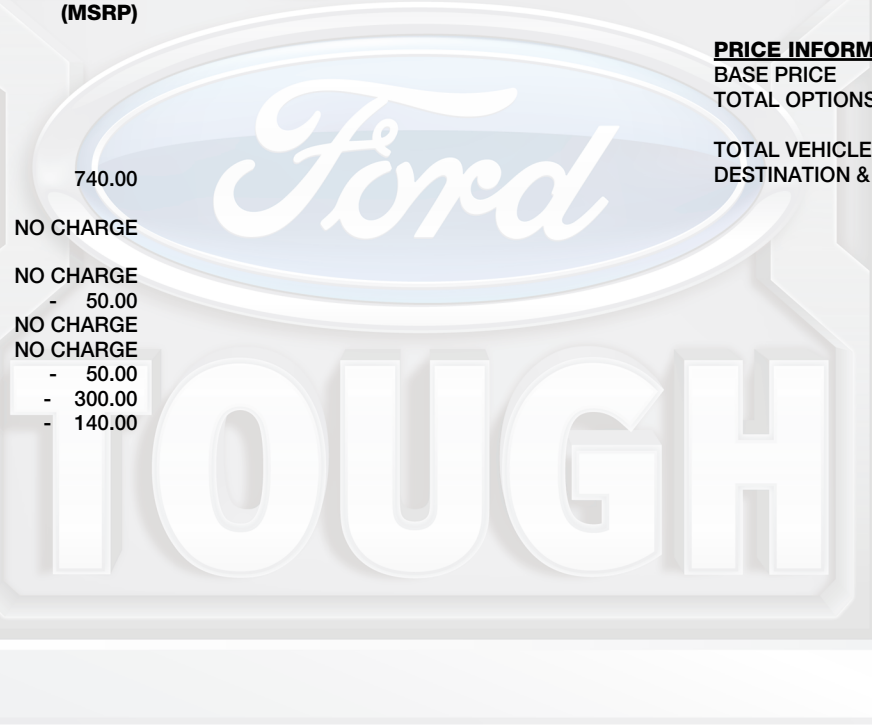 (MSRP)
740.00
NO CHARGE
NO CHARGE
- 50.00
NO CHARGE
NO CHARGE
- 50.00
- 300.00
- 140.00
PRICE INFORM
BASE PRICE
TOTAL OPTIONS
TOTAL VEHICLE
DESTINATION &
Ford
TOUGH